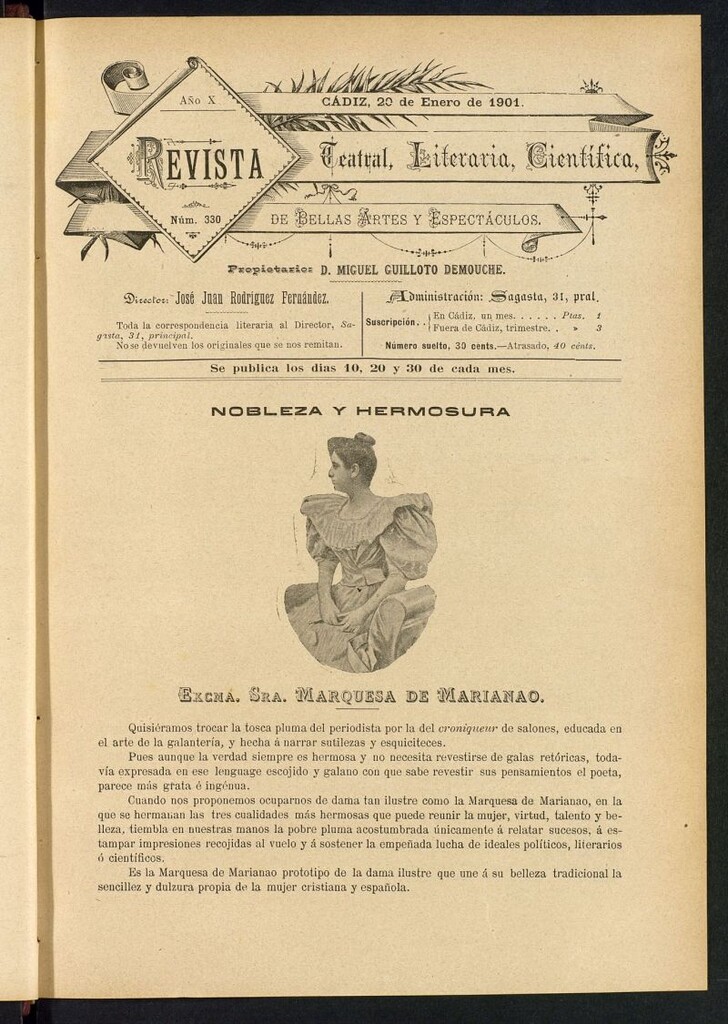 Año X
CÁDIZ, 20 de Enero de 1901.
REVISTA
Teatral, Literaria, Científica,
Núm. 330
DE BELLAS ARTES Y ESPECTÁCULOS.
Propietario: D. MIGUEL GUILLOTO DEMOUCHE.
Director: José Juan Rodríguez Fernández.
Toda la correspondencia literaria al Director, Sa-
gasta, 31, principal.
No se devuelven los originales que se nos remitan.
Administración: Sagasta, 31, pral.
Suscripción. . { En Cádiz, un mes. . . . . . Ptas. 1
Fuera de Cádiz, trimestre. . » 3
Número suelto, 30 cents.—Atrasado, 40 cénts.
Se publica los dias 10, 20 y 30 de cada mes.
NOBLEZA Y HERMOSURA
EXCMA. SRA. MARQUESA DE MARIANAO.
Quisiéramos trocar la tosca pluma del periodista por la del croniqueur de salones, educada en
el arte de la galantería, y hecha á narrar sutilezas y esquiciteces.
Pues aunque la verdad siempre es hermosa y no necesita revestirse de galas retóricas, toda-
vía expresada en ese lenguage escojido y galano con que sabe revestir sus pensamientos el poeta,
parece más grata é ingénua.
Cuando nos proponemos ocuparnos de dama tan ilustre como la Marquesa de Marianao, en la
que se hermanan las tres cualidades más hermosas que puede reunir la mujer, virtud, talento y be-
lleza, tiembla en nuestras manos la pobre pluma acostumbrada únicamente á relatar sucesos, á es-
tampar impresiones recojidas al vuelo y á sostener la empeñada lucha de ideales políticos, literarios
ó científicos.
Es la Marquesa de Marianao prototipo de la dama ilustre que une á su belleza tradicional la
sencillez y dulzura propia de la mujer cristiana y española.